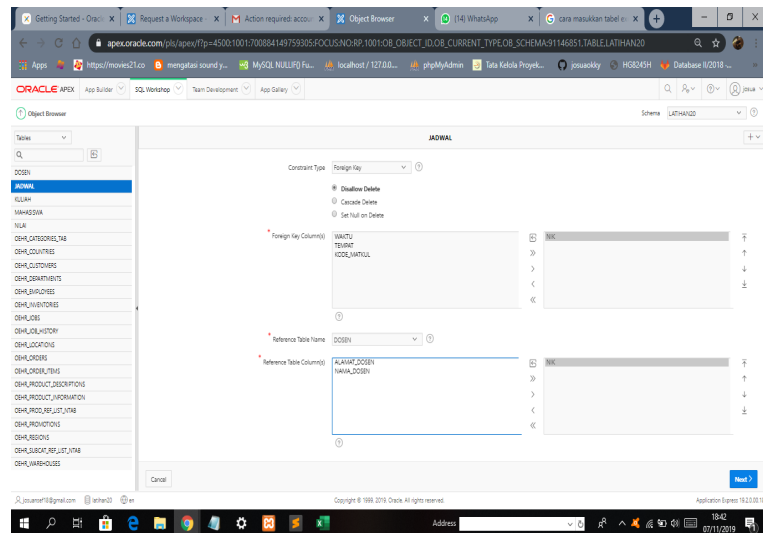 Getting Started - Oracl
Request a Workspace -
Action required: accour
Object Browser
(14) WhatsApp
cara masukkan tabel e
apex.oracle.com/pls/apex/f?p=4500:1001:700884149759305:FOCUS:NO:RP,1001:OB_OBJECT_ID,OB_CURRENT_TYPE,OB_SCHEMA:91146851,TABLE,LATIHAN20
Apps
https://movies21.co
mengatasi sound y...
MySQL NULLIF() Fu...
localhost / 127.0.0...
phpMyAdmin
Tata Kelola Proyek...
josuaokky
HG8245H
Database II/2018 -...
ORACLE APEX
App Builder
SQL Workshop
Team Development
App Gallery
josue
Object Browser
Schema
LATIHAN20
Tables
JADWAL
DOSEN
JADWAL
KULIAH
MAHASISWA
NILAI
OEHR_CATEGORIES_TAB
OEHR_COUNTRIES
OEHR_CUSTOMERS
OEHR_DEPARTMENTS
OEHR_EMPLOYEES
OEHR_INVENTORIES
OEHR_JOBS
OEHR_JOB_HISTORY
OEHR_LOCATIONS
OEHR_ORDERS
OEHR_ORDER_ITEMS
OEHR_PRODUCT_DESCRIPTIONS
OEHR_PRODUCT_INFORMATION
OEHR_PROD_REF_LIST_NTAB
OEHR_PROMOTIONS
OEHR_REGIONS
OEHR_SUBCAT_REF_LIST_NTAB
OEHR_WAREHOUSES
Constraint Type
Foreign Key
Disallow Delete
Cascade Delete
Set Null on Delete
* Foreign Key Column(s)
WAKTU
TEMPAT
KODE_MATKUL
NIK
* Reference Table Name
DOSEN
* Reference Table Column(s)
ALAMAT_DOSEN
NAMA_DOSEN
NIK
Cancel
Next >
latihan20
en
Copyright © 1999, 2019, Oracle. All rights reserved.
Application Express 19.2.0.00.18
Address
18:42
07/11/2019